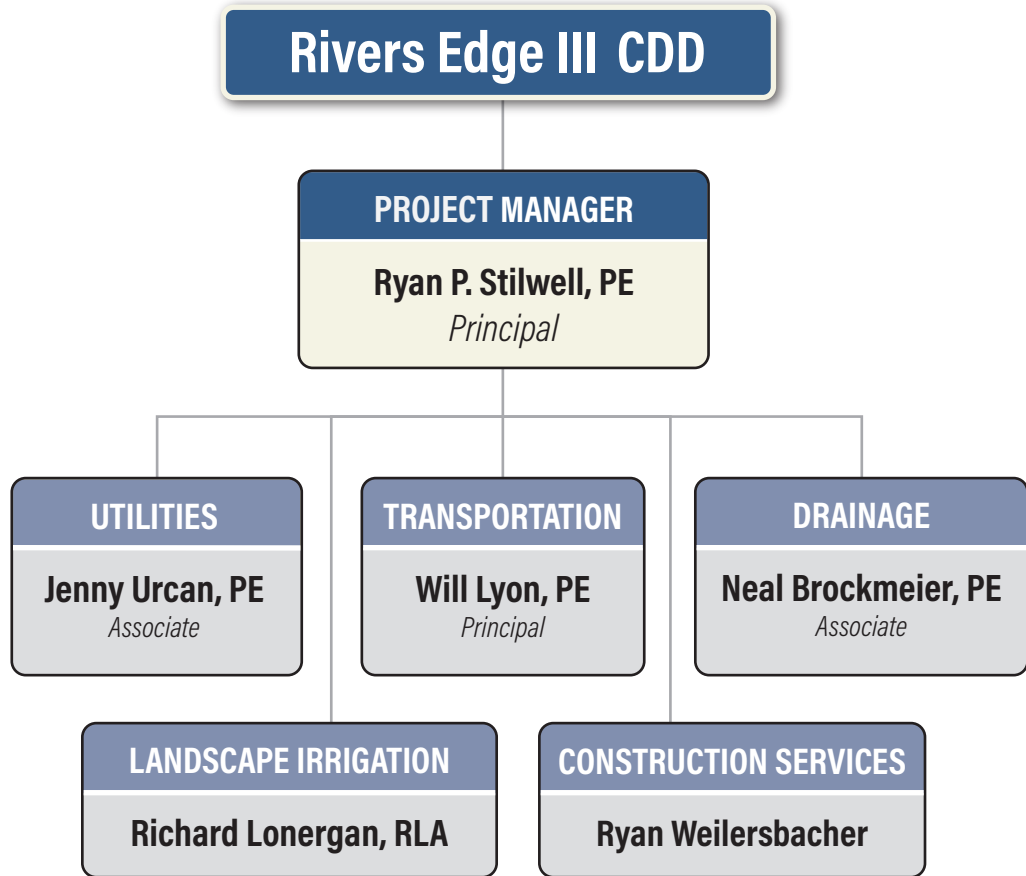 Rivers Edge III CDD
PROJECT MANAGER
Ryan P. Stilwell, PE
Principal
UTILITIES
Jenny Urcan, PE
Associate
TRANSPORTATION
Will Lyon, PE
Principal
DRAINAGE
Neal Brockmeier, PE
Associate
LANDSCAPE IRRIGATION
Richard Lonergan, RLA
CONSTRUCTION SERVICES
Ryan Weilersbacher